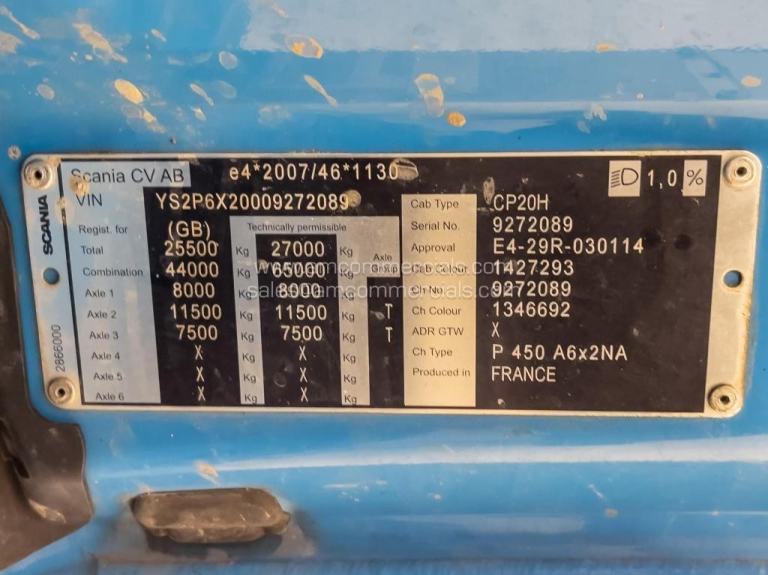 Scania CV AB e4*2007/46*1130 1,0 %
VIN YS2P6X20009272089 Cab Type CP20H
Regist. for (GB) Technically permissible Serial No. 9272089
Total 25500 Kg 27000 Kg Axle Group Approval E4-29R-030114
Combination 44000 Kg 65000 Kg Cab Colour 1427293
Axle 1 8000 Kg 8000 Kg Ch No. 9272089
Axle 2 11500 Kg 11500 Kg T Ch Colour 1346692
Axle 3 7500 Kg 7500 Kg T ADR GTW X
Axle 4 X Kg X Kg Ch Type P 450 A6x2NA
Axle 5 X Kg X Kg Produced in FRANCE
Axle 6 X Kg X Kg
SCANIA
2866000